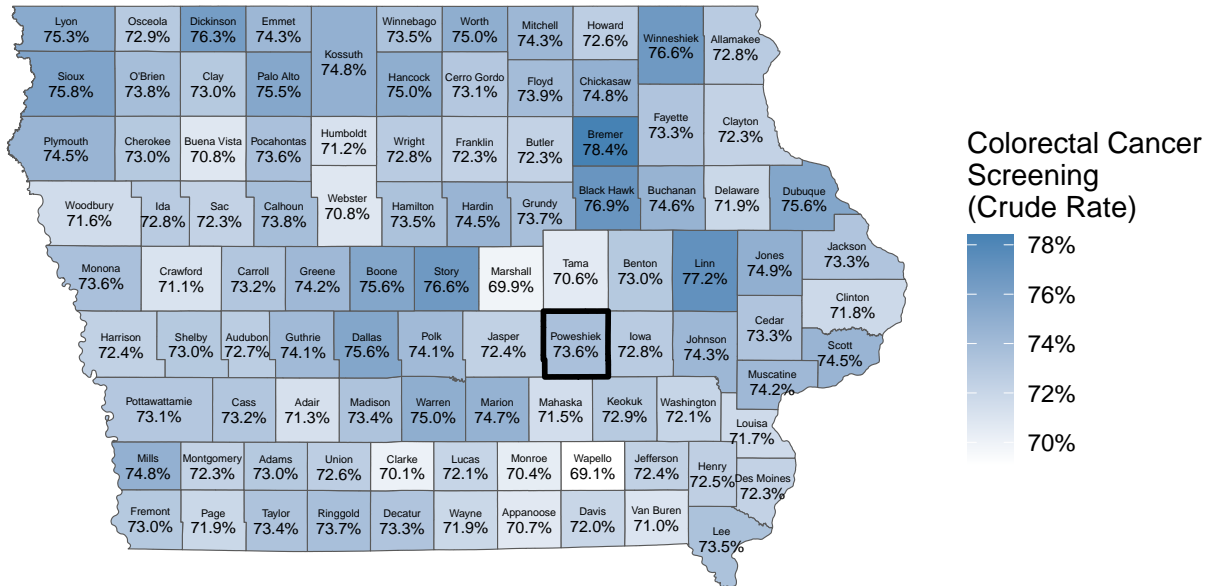 Lyon
75.3%
Osceola
72.9%
Dickinson
76.3%
Emmet
74.3%
Kossuth
74.8%
Winnebago
73.5%
Worth
75.0%
Mitchell
74.3%
Howard
72.6%
Winneshiek
76.6%
Allamakee
72.8%
Sioux
75.8%
O'Brien
73.8%
Clay
73.0%
Palo Alto
75.5%
Hancock
75.0%
Cerro Gordo
73.1%
Floyd
73.9%
Chickasaw
74.8%
Fayette
73.3%
Clayton
72.3%
Plymouth
74.5%
Cherokee
73.0%
Buena Vista
70.8%
Pocahontas
73.6%
Humboldt
71.2%
Wright
72.8%
Franklin
72.3%
Butler
72.3%
Bremer
78.4%
Woodbury
71.6%
Ida
72.8%
Sac
72.3%
Calhoun
73.8%
Webster
70.8%
Hamilton
73.5%
Hardin
74.5%
Grundy
73.7%
Black Hawk
76.9%
Buchanan
74.6%
Delaware
71.9%
Dubuque
75.6%
Monona
73.6%
Crawford
71.1%
Carroll
73.2%
Greene
74.2%
Boone
75.6%
Story
76.6%
Marshall
69.9%
Tama
70.6%
Benton
73.0%
Linn
77.2%
Jones
74.9%
Jackson
73.3%
Clinton
71.8%
Harrison
72.4%
Shelby
73.0%
Audubon
72.7%
Guthrie
74.1%
Dallas
75.6%
Polk
74.1%
Jasper
72.4%
Poweshiek
73.6%
Iowa
72.8%
Johnson
74.3%
Cedar
73.3%
Scott
74.5%
Muscatine
74.2%
Pottawattamie
73.1%
Cass
73.2%
Adair
71.3%
Madison
73.4%
Warren
75.0%
Marion
74.7%
Mahaska
71.5%
Keokuk
72.9%
Washington
72.1%
Louisa
71.7%
Mills
74.8%
Montgomery
72.3%
Adams
73.0%
Union
72.6%
Clarke
70.1%
Lucas
72.1%
Monroe
70.4%
Wapello
69.1%
Jefferson
72.4%
Henry
72.5%
Des Moines
72.3%
Fremont
73.0%
Page
71.9%
Taylor
73.4%
Ringgold
73.7%
Decatur
73.3%
Wayne
71.9%
Appanoose
70.7%
Davis
72.0%
Van Buren
71.0%
Lee
73.5%
Colorectal Cancer
Screening
(Crude Rate)
78%
76%
74%
72%
70%